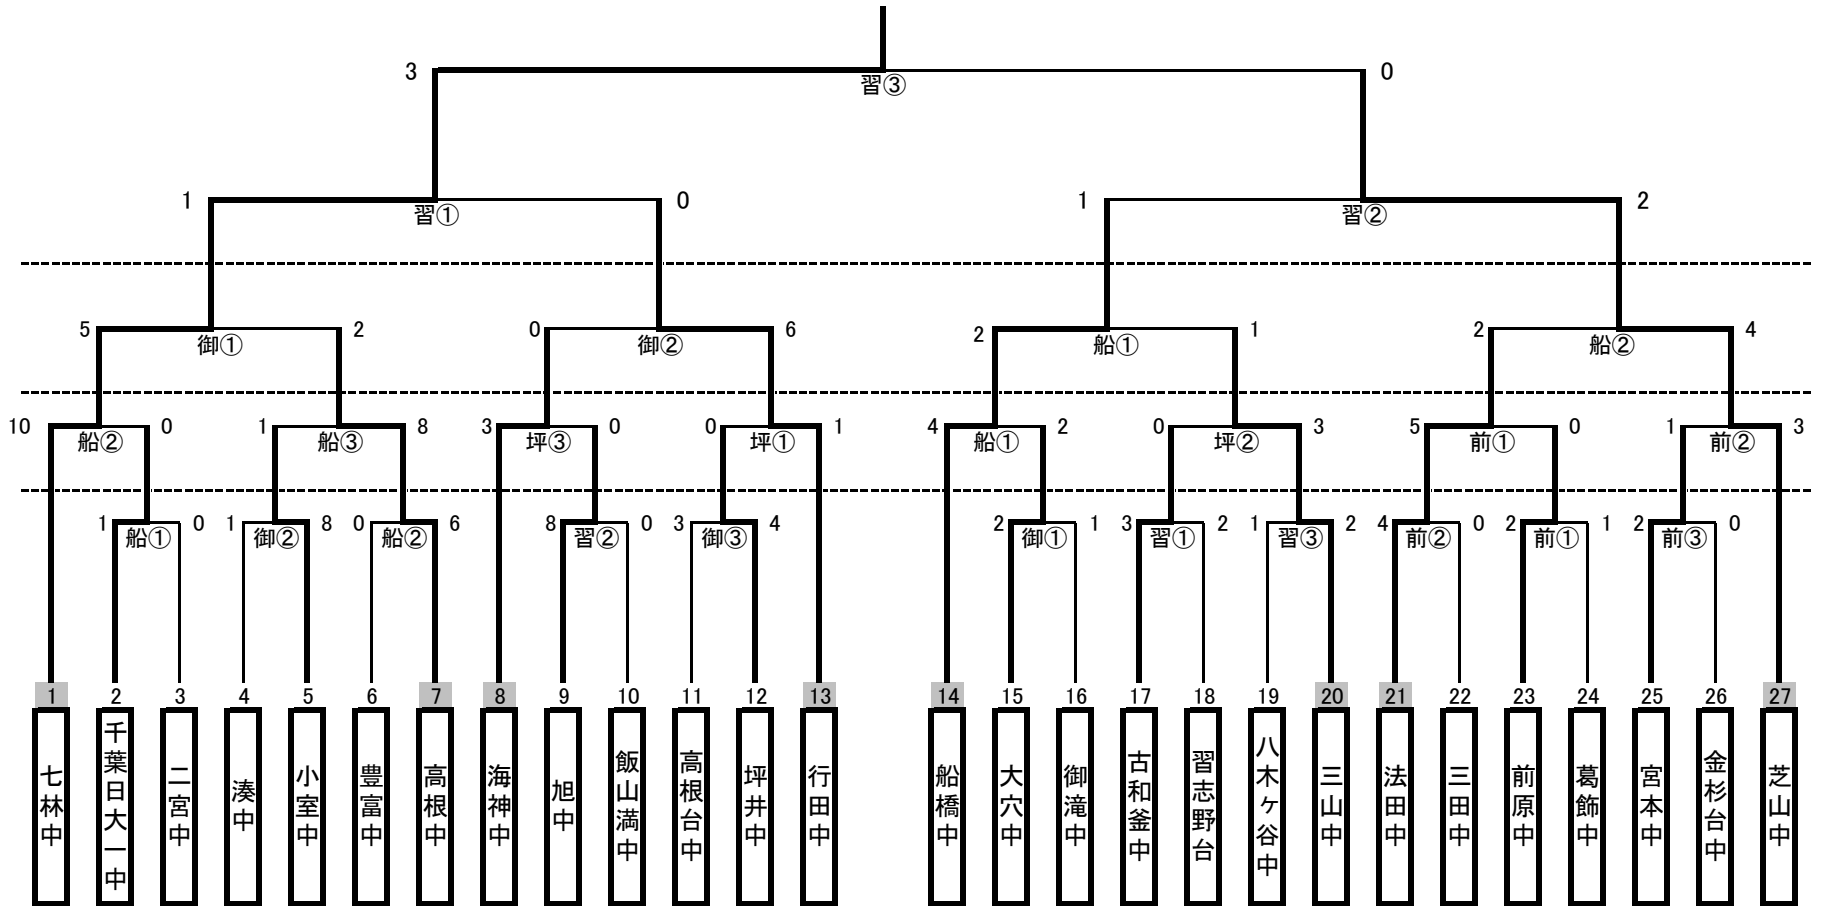 3 習③ 0
1 習① 0 1 習② 2
5 御① 2 0 御② 6 2 船① 1 2 船② 4
10 船② 0 1 船③ 8 3 坪③ 0 0 坪① 1 4 船① 2 0 坪② 3 5 前① 0 1 前② 3
1 船① 0 1 御② 8 0 船② 6 8 習② 0 3 御③ 4 2 御① 1 3 習① 2 1 習③ 2 4 前② 0 2 前① 1 2 前③ 0
1 2 3 4 5 6 7 8 9 10 11 12 13 14 15 16 17 18 19 20 21 22 23 24 25 26 27
七林中
千葉日大一中
二宮中
湊中
小室中
豊富中
高根中
海神中
旭中
飯山満中
高根台中
坪井中
行田中
船橋中
大穴中
御滝中
古和釜中
習志野台
八木ヶ谷中
三山中
法田中
三田中
前原中
葛飾中
宮本中
金杉台中
芝山中